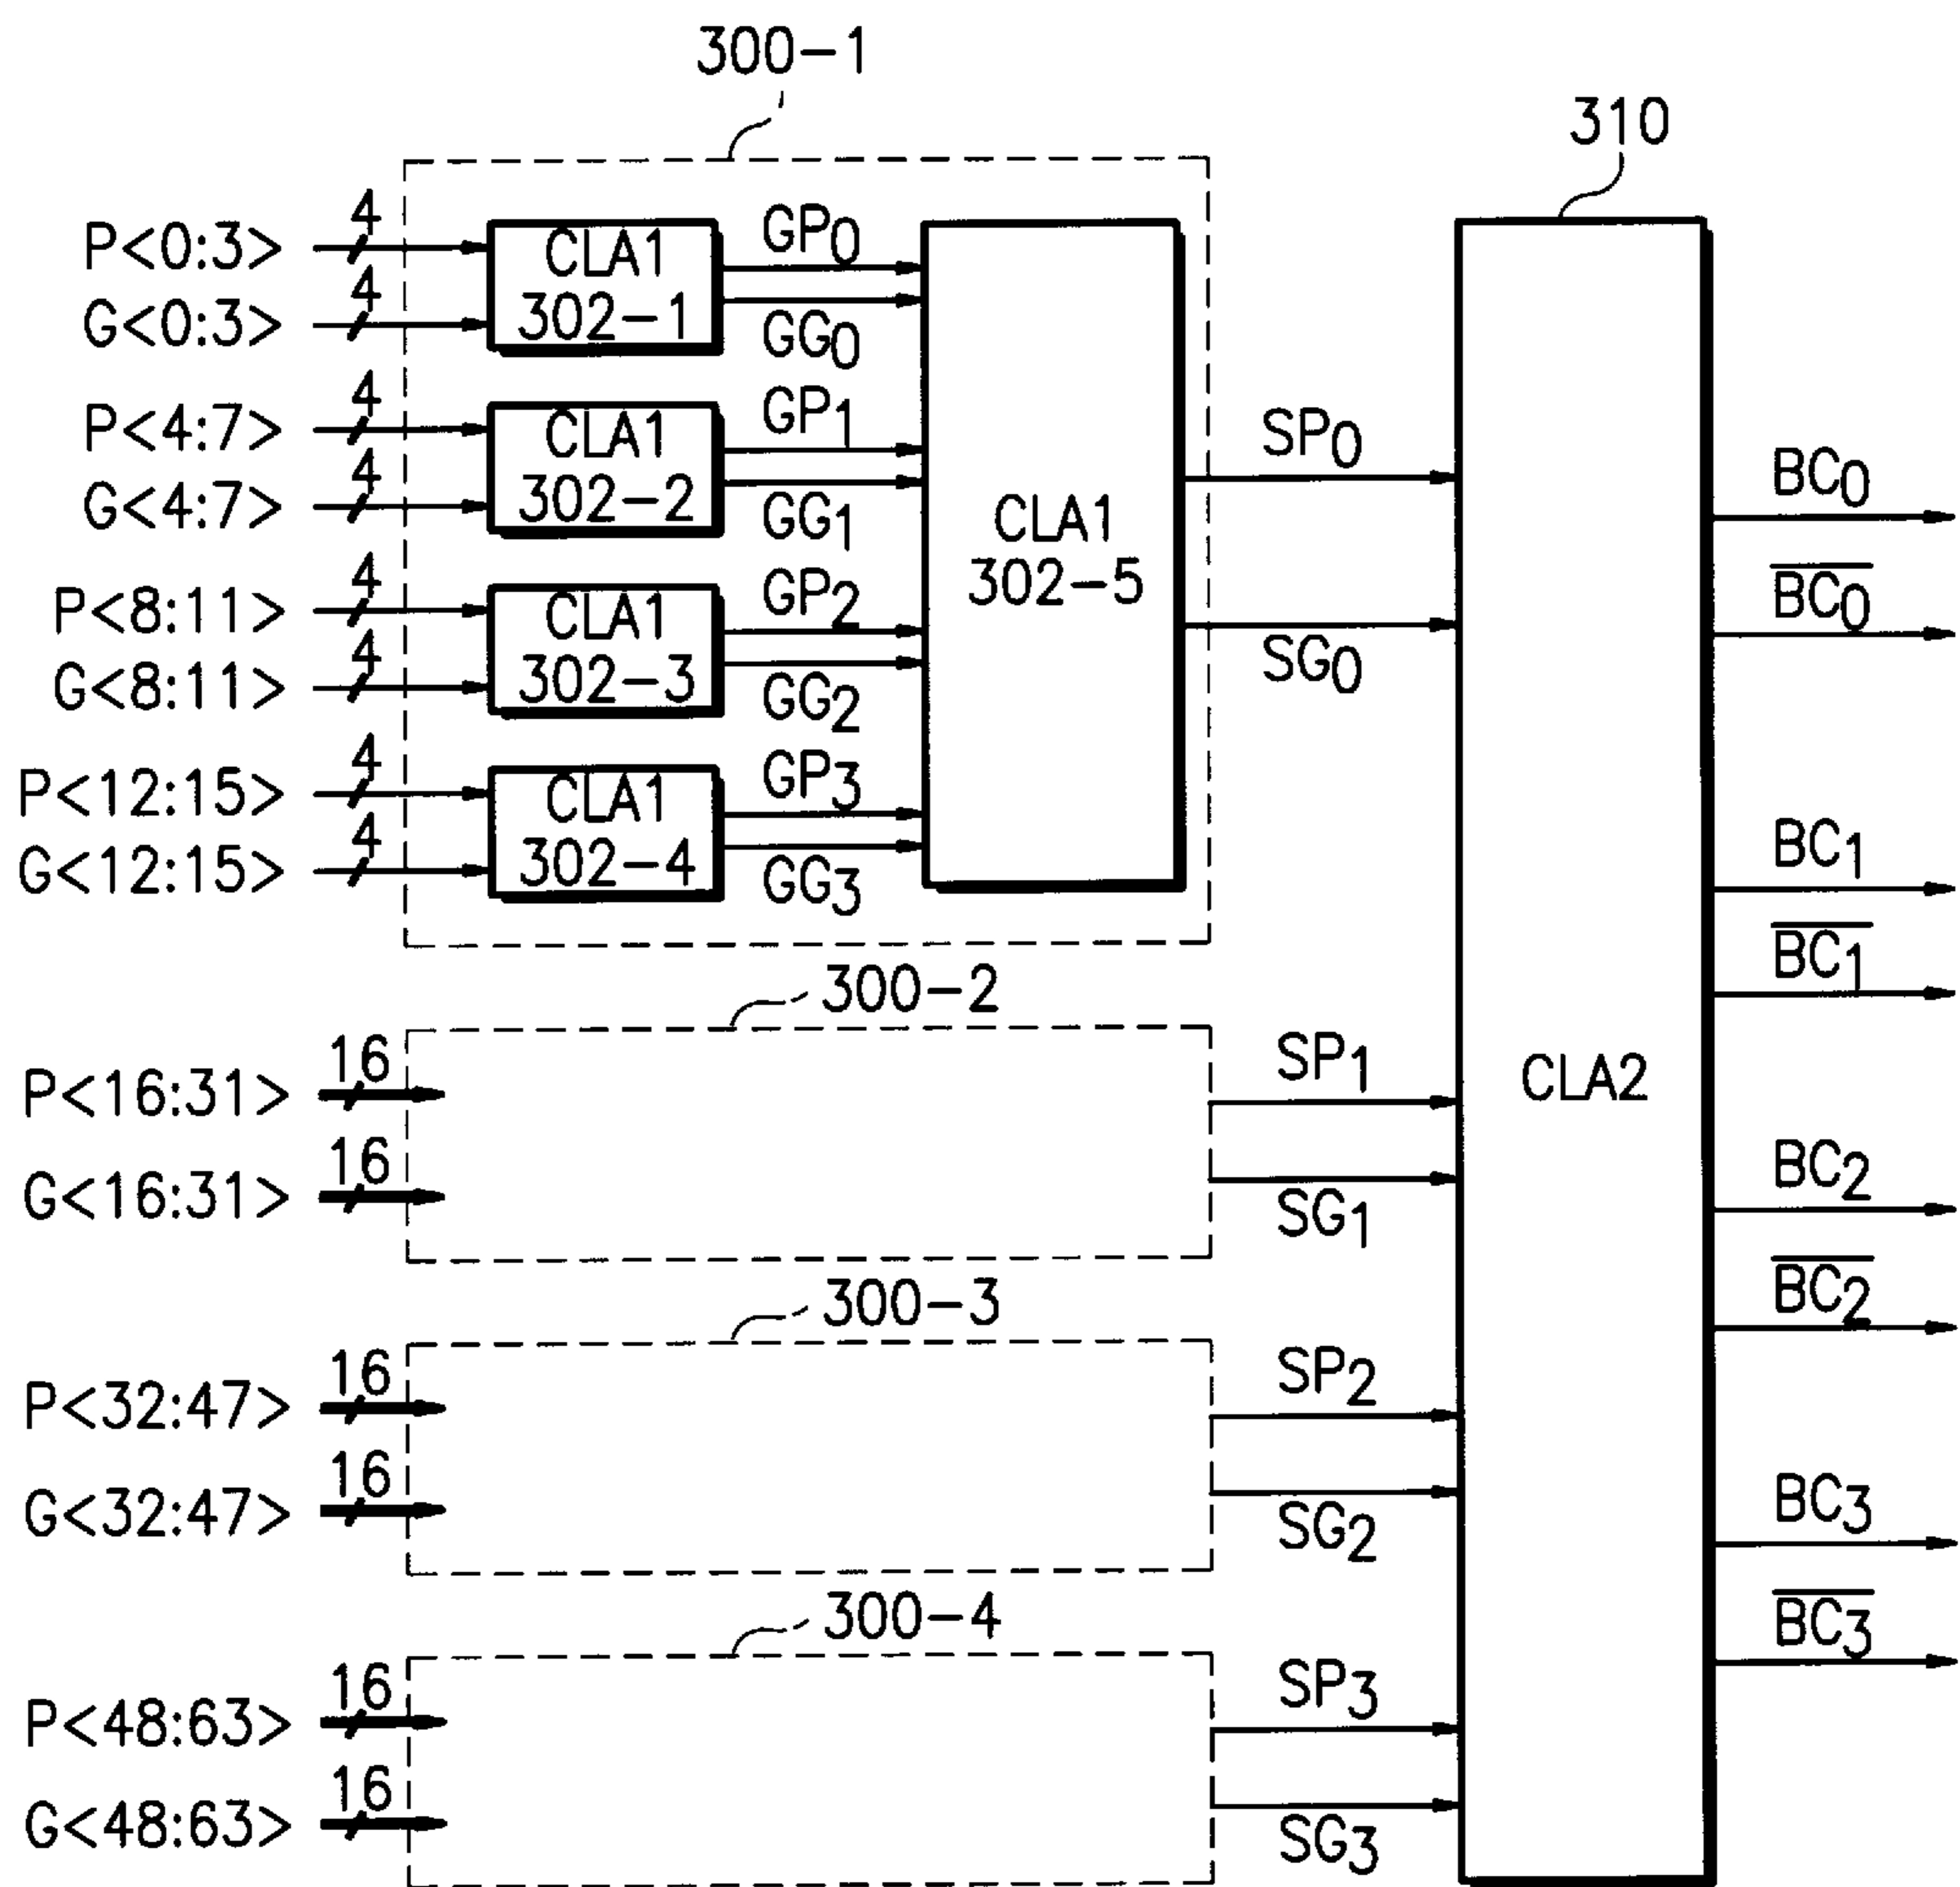 300-1
310
P<0:3> 4
G<0:3> 4
CLA1
302-1
GP0
GG0
P<4:7> 4
G<4:7> 4
CLA1
302-2
GP1
GG1
P<8:11> 4
G<8:11> 4
CLA1
302-3
GP2
GG2
P<12:15> 4
G<12:15> 4
CLA1
302-4
GP3
GG3
CLA1
302-5
SP0
SG0
300-2
P<16:31> 16
G<16:31> 16
SP1
SG1
300-3
P<32:47> 16
G<32:47> 16
SP2
SG2
300-4
P<48:63> 16
G<48:63> 16
SP3
SG3
CLA2
BC0
B̅C̅0̅
BC1
B̅C̅1̅
BC2
B̅C̅2̅
BC3
B̅C̅3̅